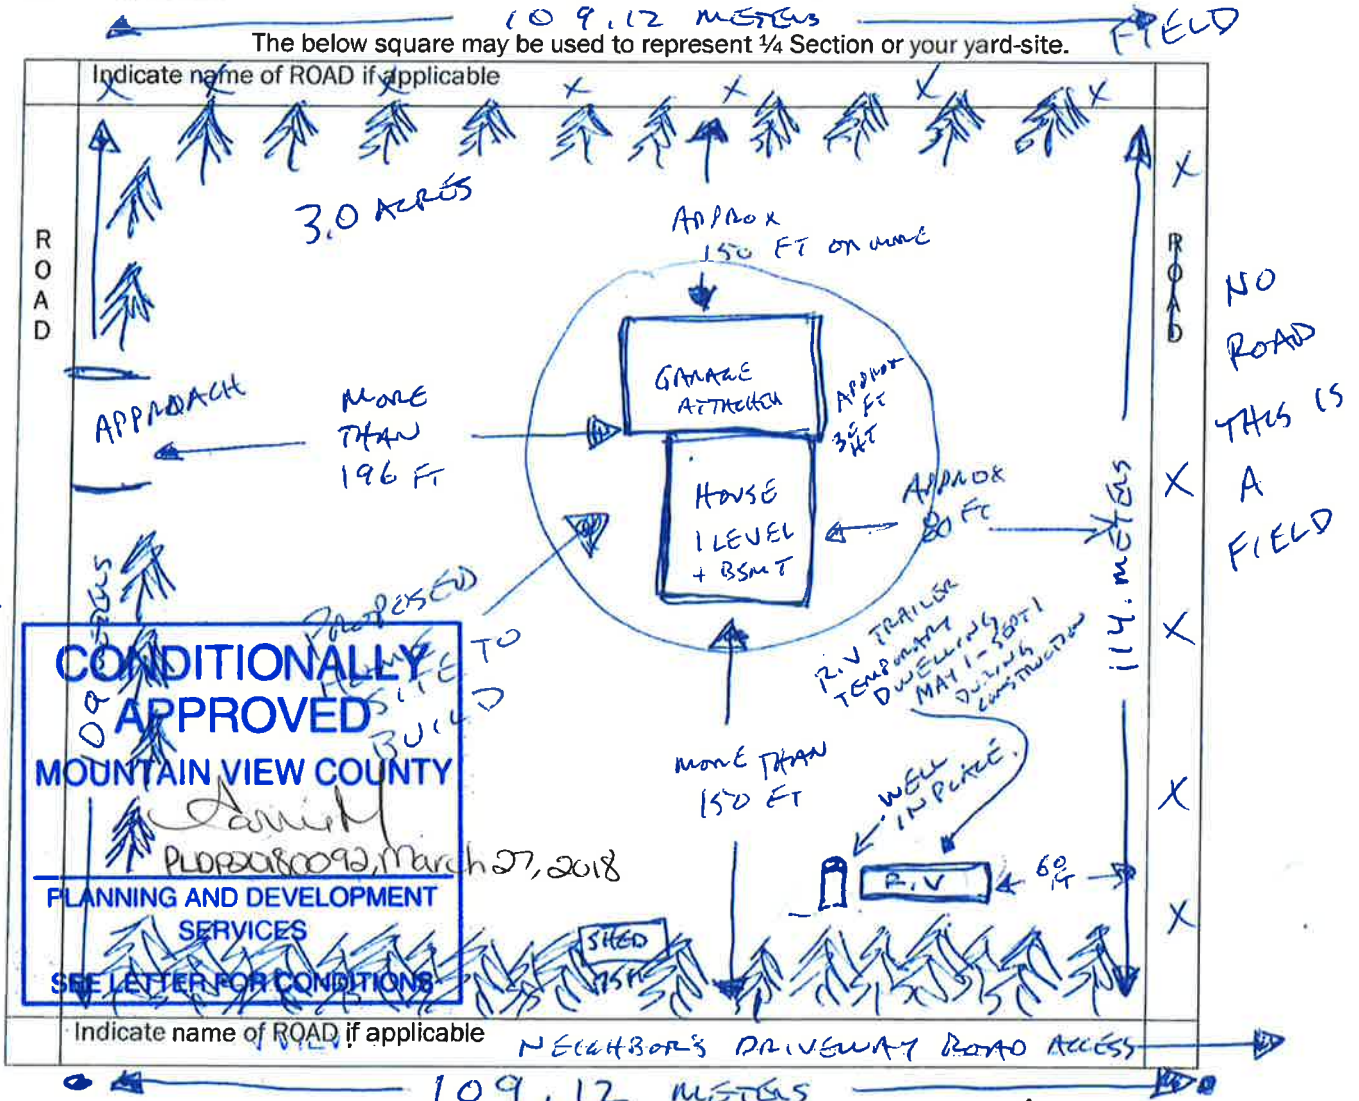 109.12 METERS
FIELD
The below square may be used to represent ¼ Section or your yard-site.
Indicate name of ROAD if applicable
3.0 ACRES
ROAD
ROAD
APPROX
150 FT OR MORE
NO
ROAD
THIS IS
A
FIELD
GARAGE
ATTACHED
APPROX
FT
APPROACH
MORE
THAN
196 FT
HOUSE
1 LEVEL
+ BSMT
APPROX
80 FT
114. METERS
PROPOSED
SITE TO
BUILD
R.V TRAILER
TEMPORARY
DWELLING
MAY 1 - SEPT 1
DURING
CONSTRUCTION
CONDITIONALLY
APPROVED
MOUNTAIN VIEW COUNTY
PLDP20180092, March 27, 2018
PLANNING AND DEVELOPMENT
SERVICES
SEE LETTER FOR CONDITIONS
MORE THAN
150 FT
WELL
IN PLACE.
R.V
60
FT
SHED
75 FT
Indicate name of ROAD if applicable
NEIGHBOR'S DRIVEWAY ROAD ACCESS
109.12 METERS